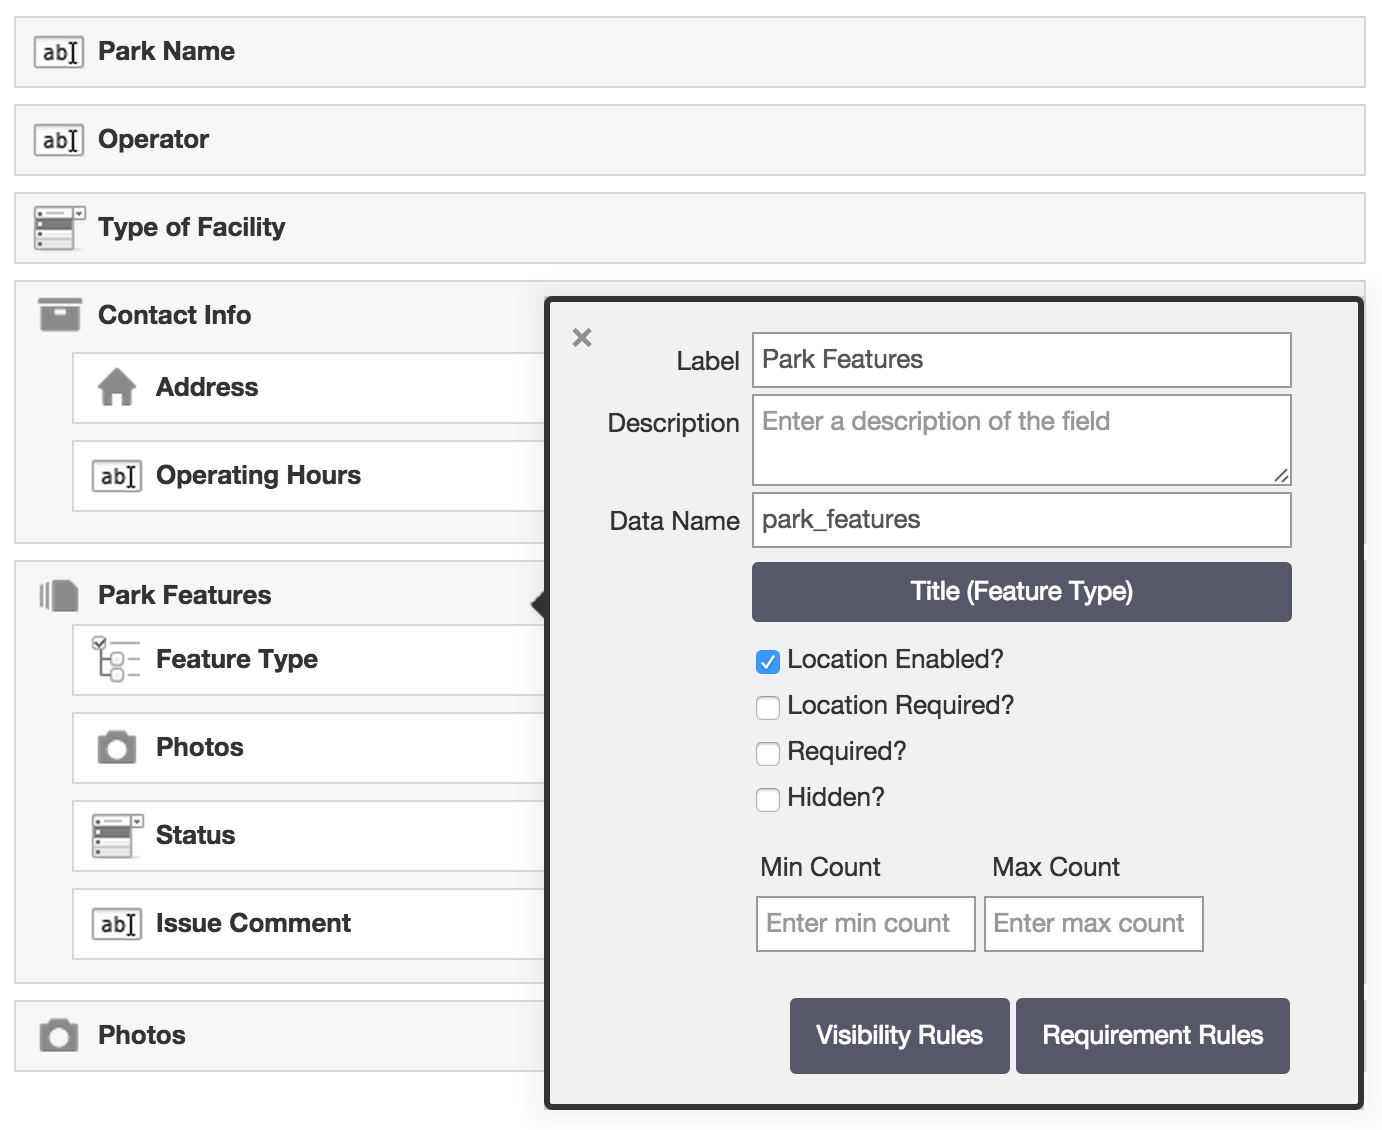 abI Park Name
abI Operator
Type of Facility
Contact Info
Address
abI Operating Hours
Park Features
Feature Type
Photos
Status
abI Issue Comment
Photos
×
Label Park Features
Description Enter a description of the field
Data Name park_features
Title (Feature Type)
Location Enabled?
Location Required?
Required?
Hidden?
Min Count Max Count
Enter min count Enter max count
Visibility Rules Requirement Rules